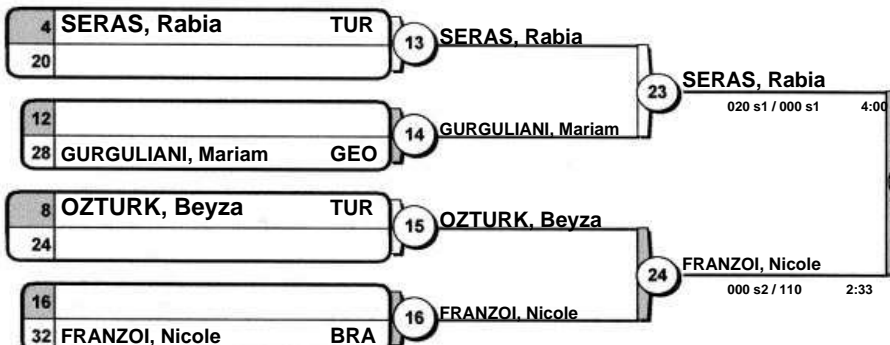 4 SERAS, Rabia TUR
20
13
SERAS, Rabia
12
28 GURGULIANI, Mariam GEO
14
GURGULIANI, Mariam
23
SERAS, Rabia
020 s1 / 000 s1 4:00
8 OZTURK, Beyza TUR
24
15
OZTURK, Beyza
16
32 FRANZOI, Nicole BRA
16
FRANZOI, Nicole
24
FRANZOI, Nicole
000 s2 / 110 2:33